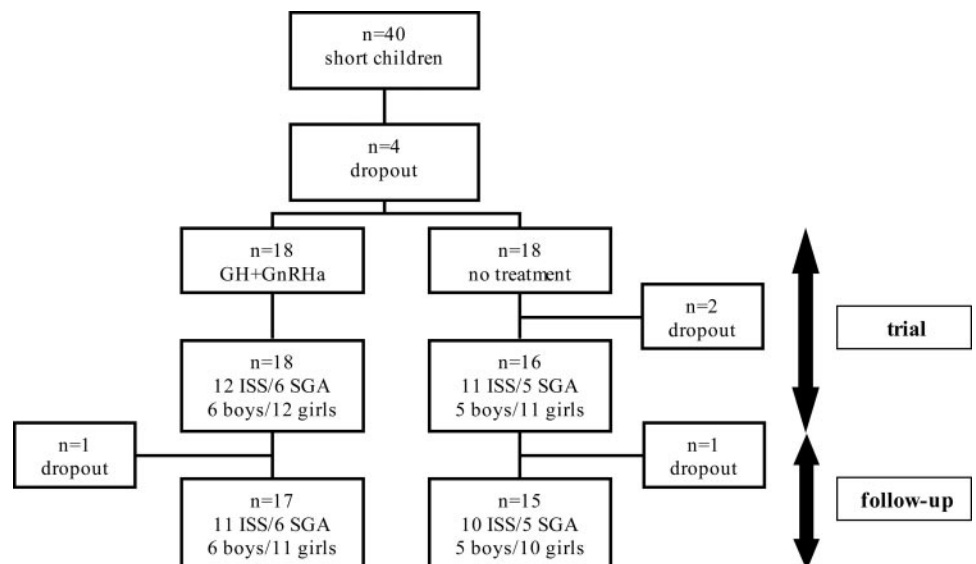 n=40
short children
n=4
dropout
n=18
GH+GnRHa
n=18
no treatment
n=2
dropout
trial
n=18
12 ISS/6 SGA
6 boys/12 girls
n=16
11 ISS/5 SGA
5 boys/11 girls
n=1
dropout
n=1
dropout
n=17
11 ISS/6 SGA
6 boys/11 girls
n=15
10 ISS/5 SGA
5 boys/10 girls
follow-up